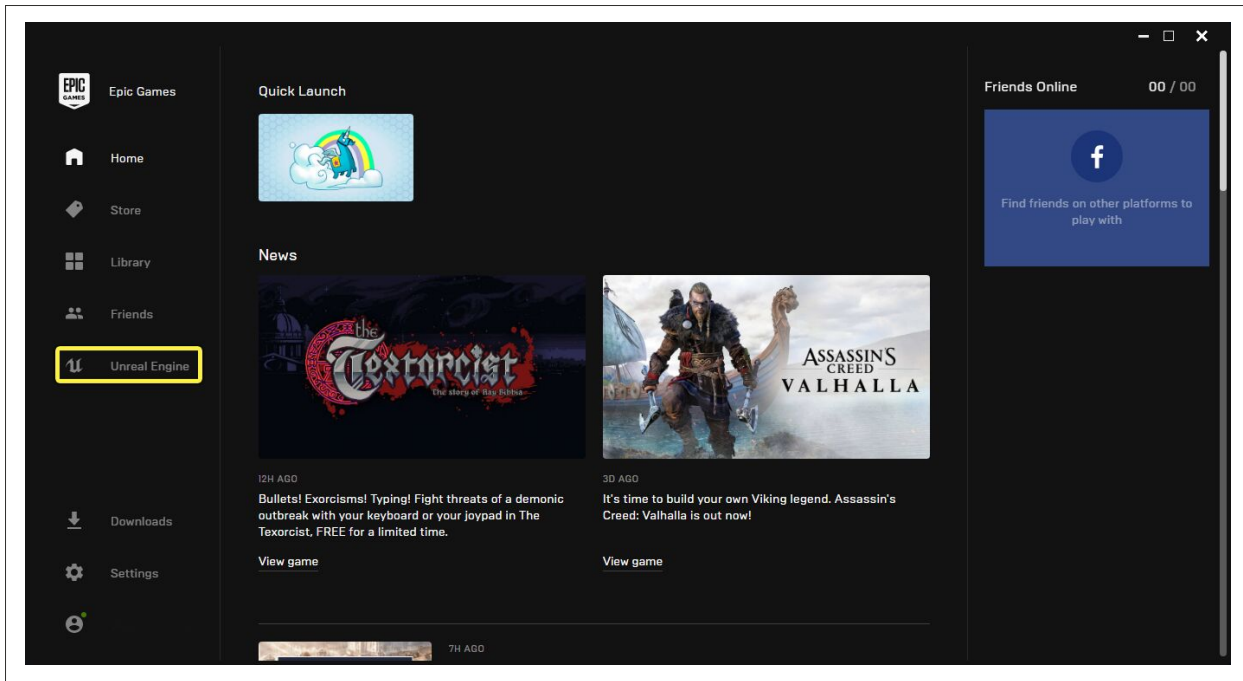 EPIC
GAMES
Epic Games
Home
Store
Library
Friends
Unreal Engine
Downloads
Settings
Quick Launch
News
the
Textorcist
The story of Ray Bibbia
12H AGO
Bullets! Exorcisms! Typing! Fight threats of a demonic
outbreak with your keyboard or your joypad in The
Texorcist, FREE for a limited time.
View game
ASSASSIN'S
CREED
VALHALLA
3D AGO
It's time to build your own Viking legend. Assassin's
Creed: Valhalla is out now!
View game
7H AGO
Friends Online 00 / 00
f
Find friends on other platforms to
play with